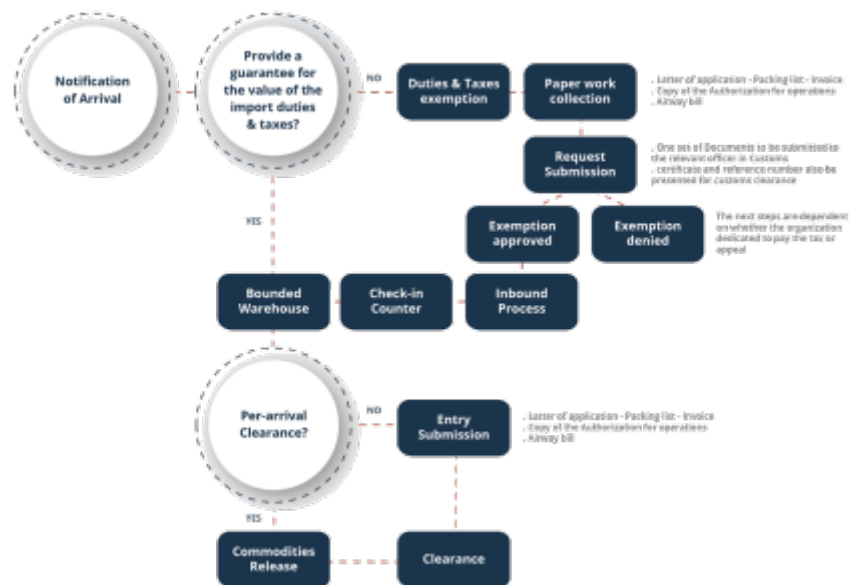 Notification
of Arrival
Provide a
guarantee for
the value of the
import duties
& taxes?
NO
Duties & Taxes
exemption
Paper work
collection
. Letter of application - Packing list - Invoice
. Copy of the Authorization for operations
. Airway bill
Request
Submission
. One set of Documents to be submitted to
the relevant officer in Customs
. certificate and reference number also be
presented for customs clearance
YES
Exemption
approved
Exemption
denied
The next steps are dependent
on whether the organization
dedicated to pay the tax or
appeal
Bounded
Warehouse
Check-in
Counter
Inbound
Process
Per-arrival
Clearance?
NO
Entry
Submission
. Letter of application - Packing list - Invoice
. Copy of the Authorization for operations
. Airway bill
YES
Commodities
Release
Clearance